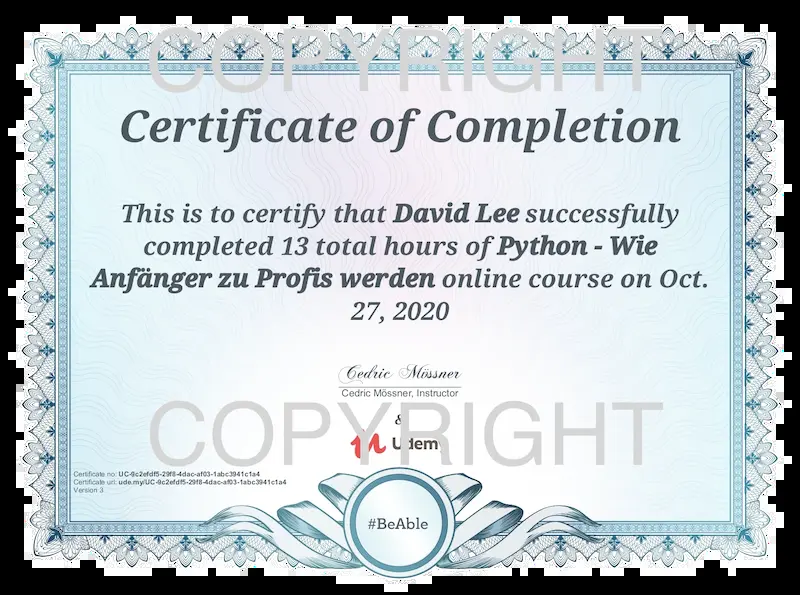 COPYRIGHT
Certificate of Completion
This is to certify that David Lee successfully
completed 13 total hours of Python - Wie
Anfänger zu Profis werden online course on Oct.
27, 2020
Cedric Mössner
Cedric Mössner, Instructor
&
COPYRIGHT
Udemy
Certificate no: UC-9c2efdf5-29f8-4dac-af03-1abc3941c1a4
Certificate url: ude.my/UC-9c2efdf5-29f8-4dac-af03-1abc3941c1a4
Version 3
#BeAble